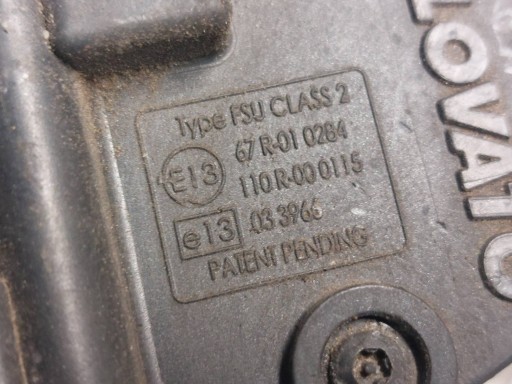 Type FSU CLASS 2
E13 67 R-01 0284
110 R-00 0115
e13 03 3966
PATENT PENDING
LOVATO